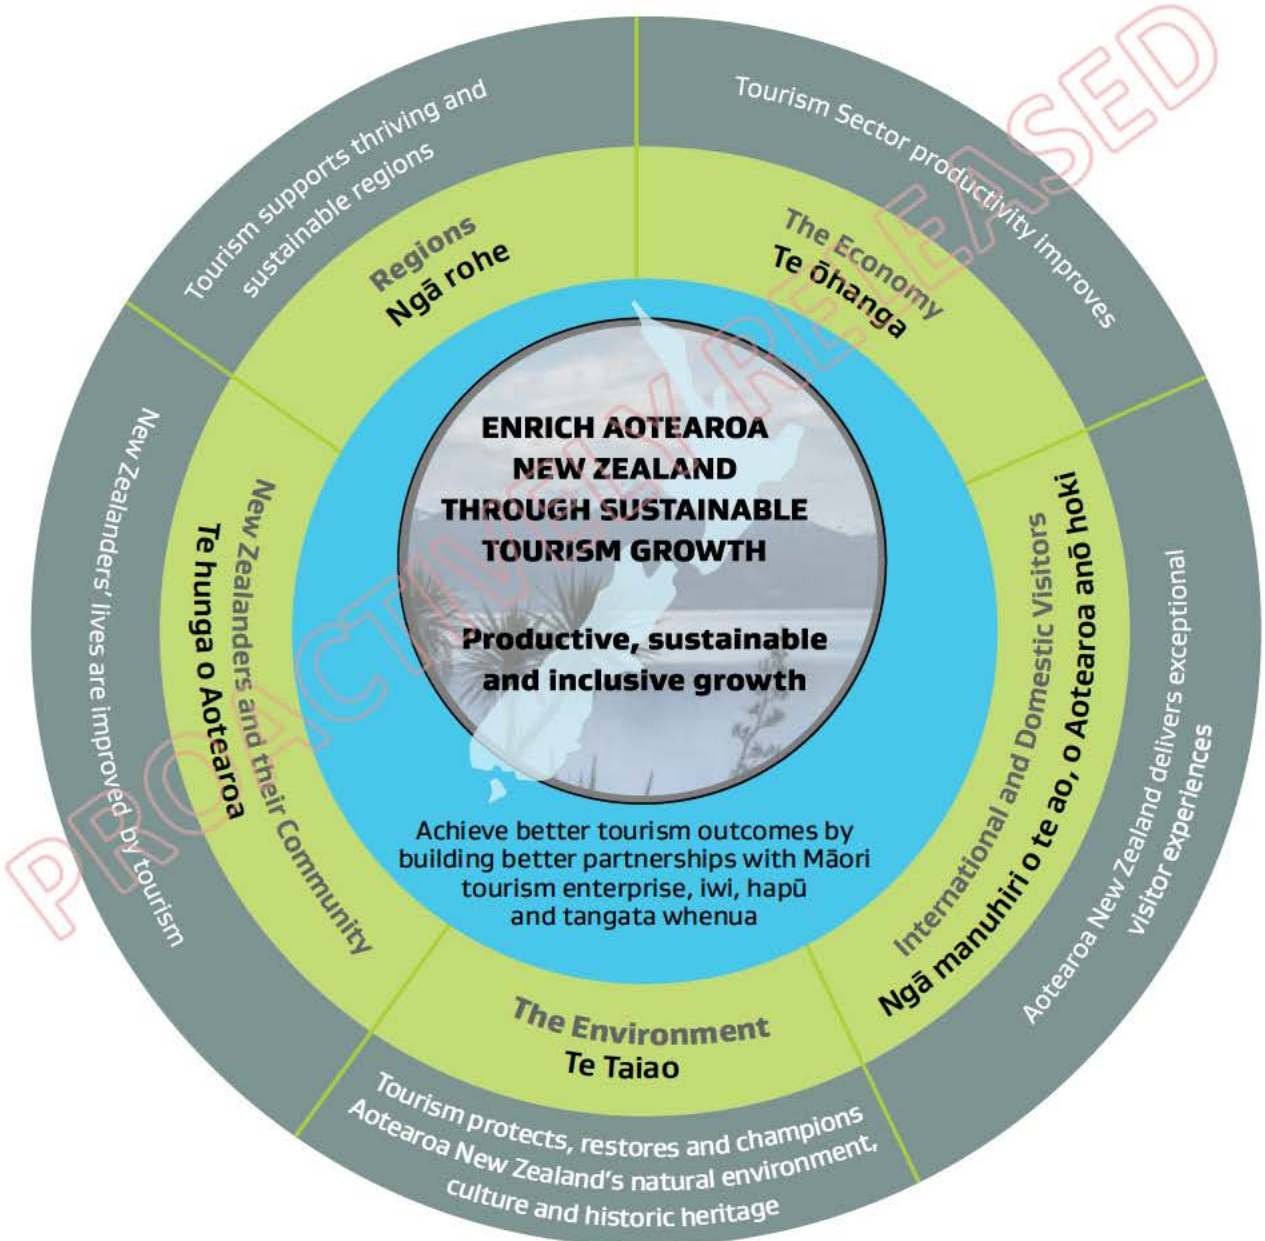 Tourism supports thriving and
sustainable regions
Regions
Ngā rohe
Tourism Sector productivity improves
The Economy
Te ōhanga
Aotearoa New Zealand delivers exceptional
visitor experiences
International and Domestic Visitors
Ngā manuhiri o te ao, o Aotearoa anō hoki
Tourism protects, restores and champions
Aotearoa New Zealand's natural environment,
culture and historic heritage
The Environment
Te Taiao
New Zealanders' lives are improved by tourism
New Zealanders and their Community
Te hunga o Aotearoa
ENRICH AOTEAROA
NEW ZEALAND
THROUGH SUSTAINABLE
TOURISM GROWTH
Productive, sustainable
and inclusive growth
Achieve better tourism outcomes by
building better partnerships with Māori
tourism enterprise, iwi, hapū
and tangata whenua
PROACTIVELY RELEASED